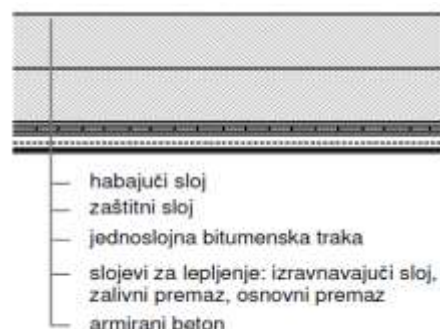 habajući sloj
zaštitni sloj
jednoslojna bitumenska traka
slojevi za lepljenje: izravnavajući sloj,
zalivni premaz, osnovni premaz
armirani beton